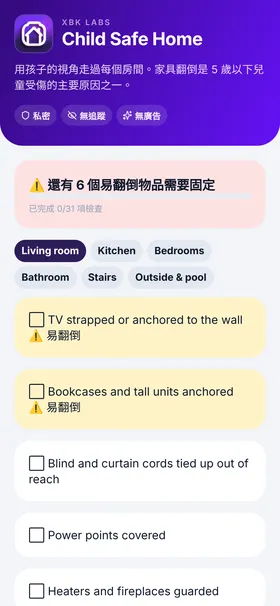 XBK LABS
Child Safe Home
用孩子的視角走過每個房間。家具翻倒是 5 歲以下兒
童受傷的主要原因之一。
私密
無追蹤
無廣告
⚠️ 還有 6 個易翻倒物品需要固定
已完成 0/31 項檢查
Living room
Kitchen
Bedrooms
Bathroom
Stairs
Outside & pool
TV strapped or anchored to the wall
⚠️ 易翻倒
Bookcases and tall units anchored
⚠️ 易翻倒
Blind and curtain cords tied up out of
reach
Power points covered
Heaters and fireplaces guarded